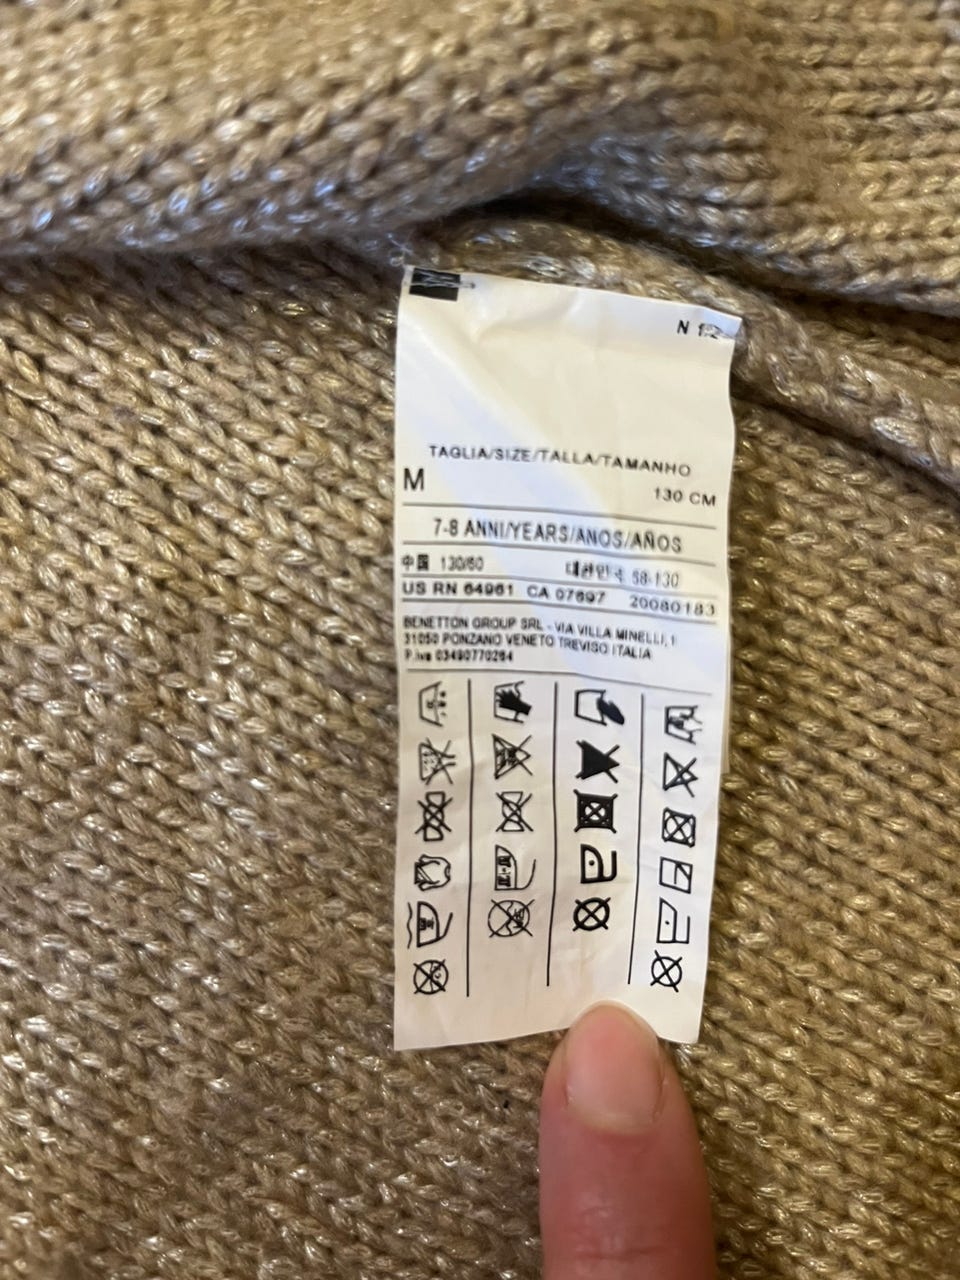 TAGLIA/SIZE/TALLA/TAMANHO
M 130 CM
7-8 ANNI/YEARS/ANOS/AÑOS
中国 130/60 대한민국 58-130
US RN 64961 CA 07697 20080183
BENETTON GROUP SRL - VIA VILLA MINELLI, 1
31050 PONZANO VENETO TREVISO ITALIA
P.Iva 03490770264